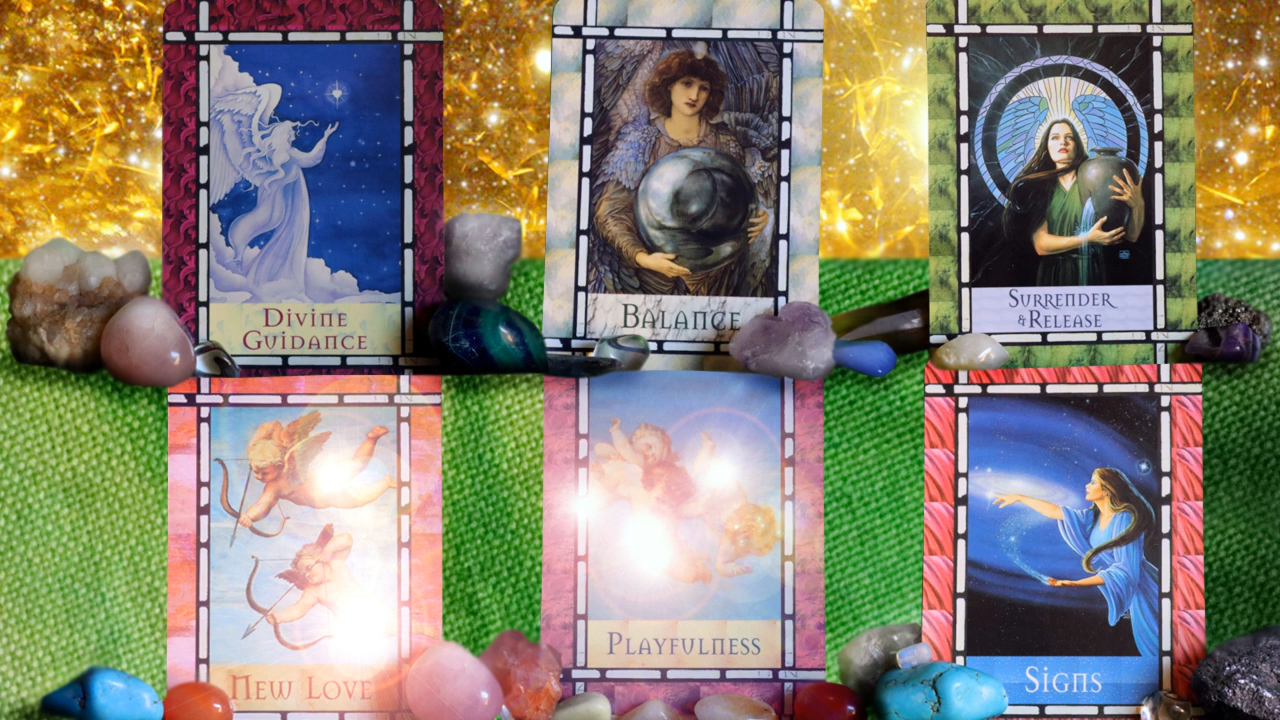 Divine
Guidance
Balance
Surrender
& Release
New Love
Playfulness
Signs